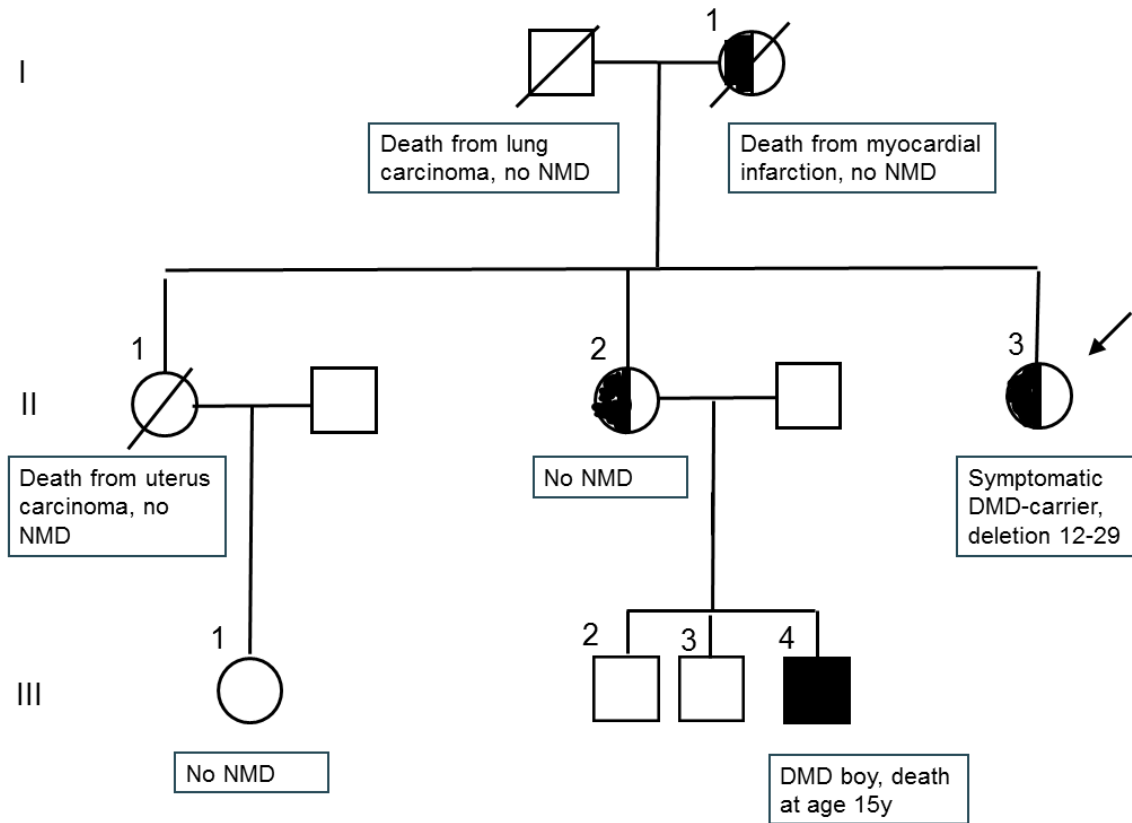 1
I
Death from lung
carcinoma, no NMD
Death from myocardial
infarction, no NMD
1
2
3
II
Death from uterus
carcinoma, no
NMD
No NMD
Symptomatic
DMD-carrier,
deletion 12-29
1
2
3
4
III
No NMD
DMD boy, death
at age 15y